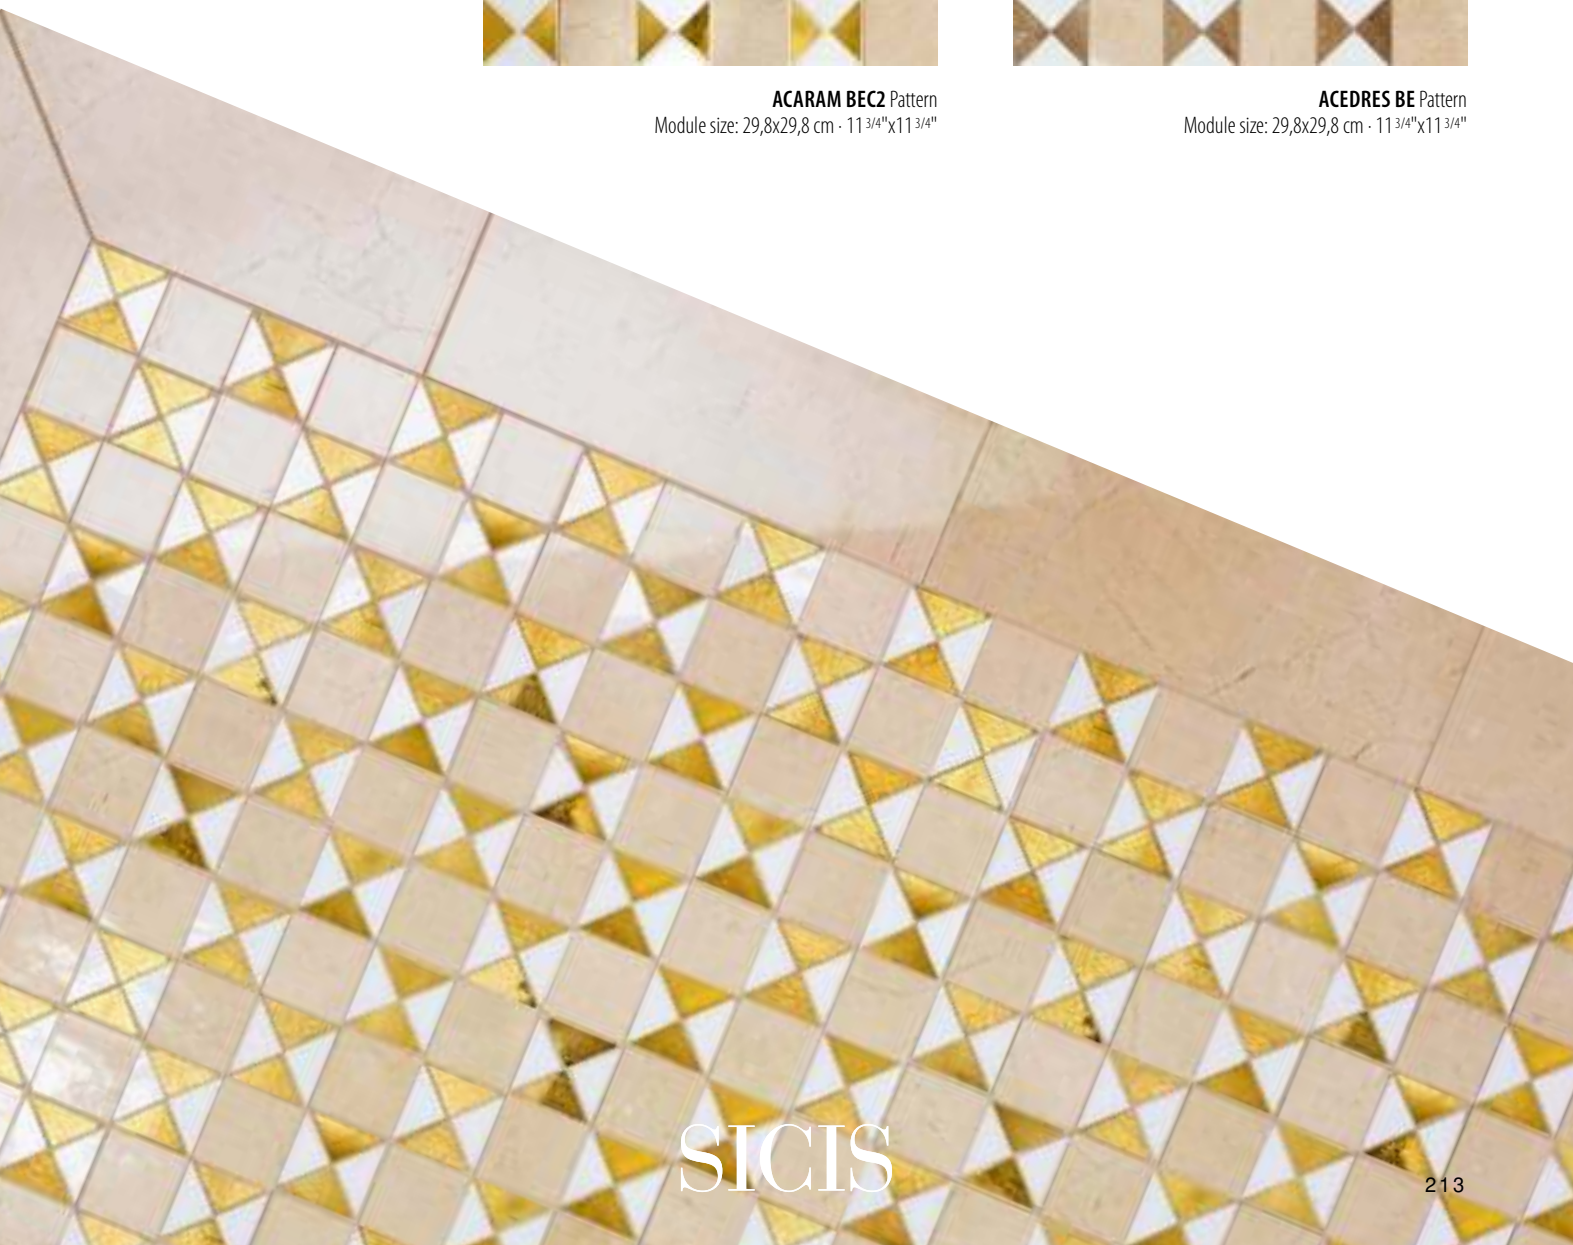 ACARAM BEC2 Pattern
Module size: 29,8x29,8 cm · 11 3/4"x11 3/4"
ACEDRES BE Pattern
Module size: 29,8x29,8 cm · 11 3/4"x11 3/4"
SICIS
213